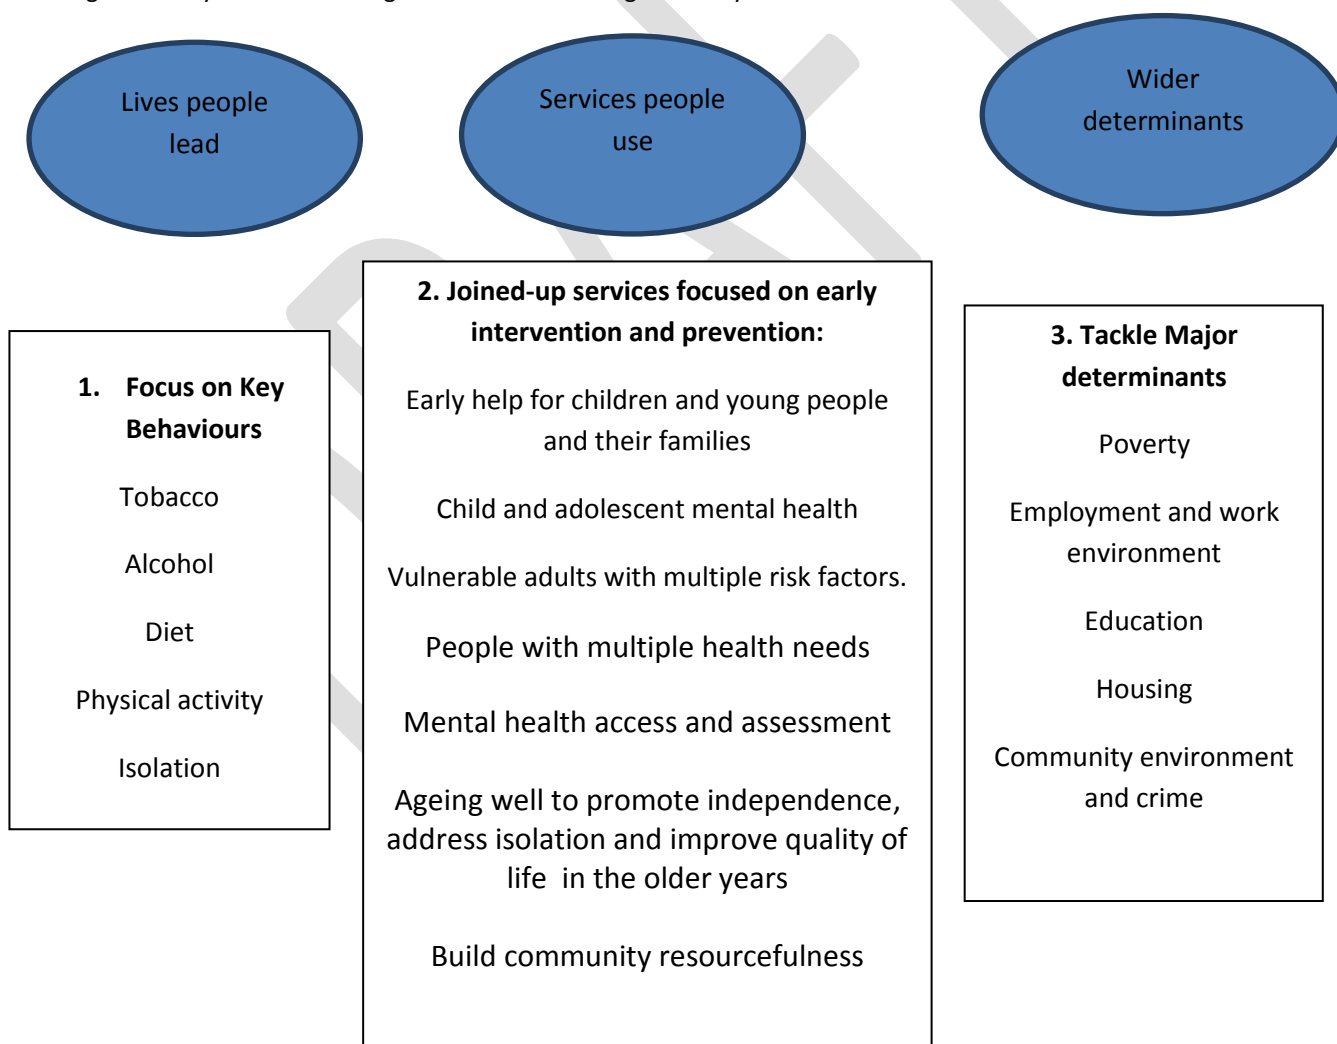 Lives people
lead
Services people
use
Wider
determinants
1. Focus on Key
Behaviours
Tobacco
Alcohol
Diet
Physical activity
Isolation
2. Joined-up services focused on early
intervention and prevention:
Early help for children and young people
and their families
Child and adolescent mental health
Vulnerable adults with multiple risk factors.
People with multiple health needs
Mental health access and assessment
Ageing well to promote independence,
address isolation and improve quality of
life in the older years
Build community resourcefulness
3. Tackle Major
determinants
Poverty
Employment and work
environment
Education
Housing
Community environment
and crime